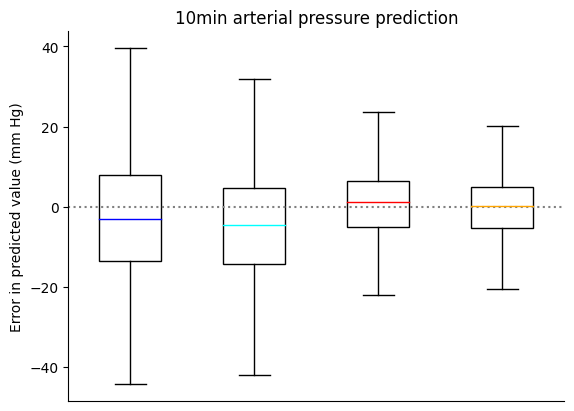 10min arterial pressure prediction
Error in predicted value (mm Hg)
40
20
0
−20
−40